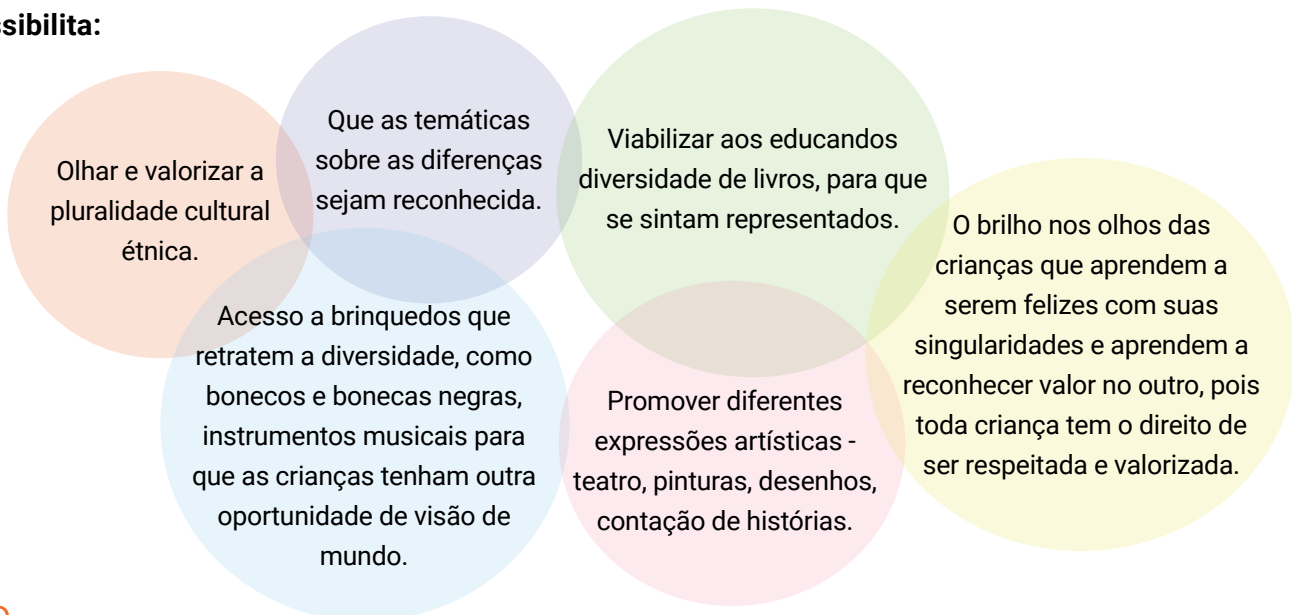 ssibilita:
Olhar e valorizar a
pluralidade cultural
étnica.
Que as temáticas
sobre as diferenças
sejam reconhecida.
Viabilizar aos educandos
diversidade de livros, para que
se sintam representados.
O brilho nos olhos das
crianças que aprendem a
serem felizes com suas
singularidades e aprendem a
reconhecer valor no outro, pois
toda criança tem o direito de
ser respeitada e valorizada.
Acesso a brinquedos que
retratem a diversidade, como
bonecos e bonecas negras,
instrumentos musicais para
que as crianças tenham outra
oportunidade de visão de
mundo.
Promover diferentes
expressões artísticas -
teatro, pinturas, desenhos,
contação de histórias.